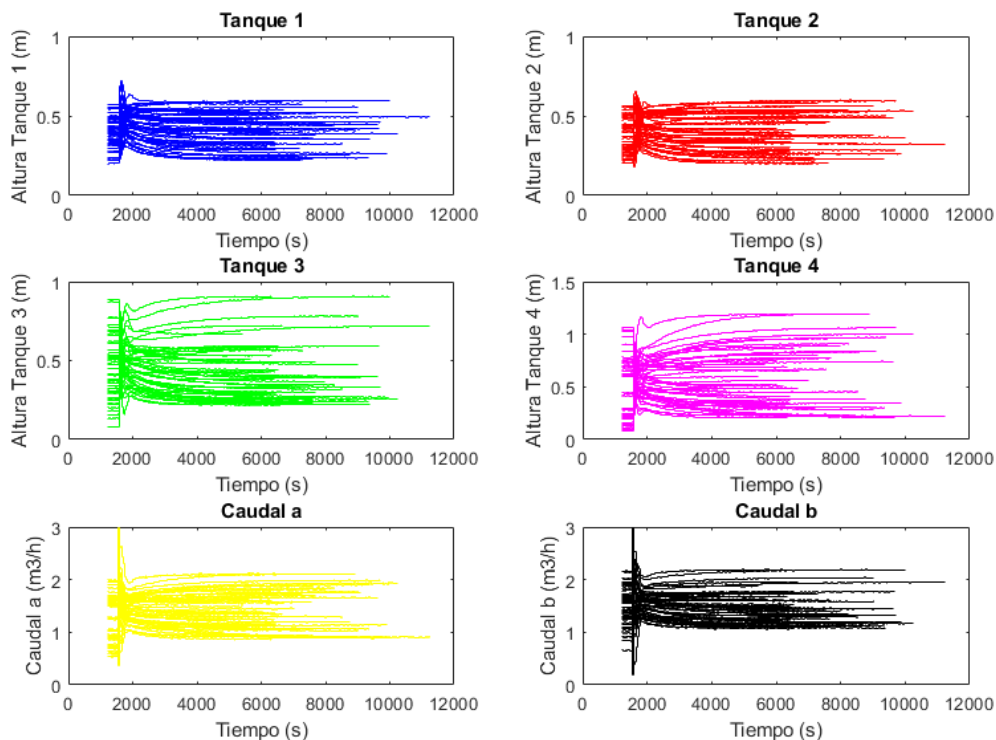 Tanque 1
Altura Tanque 1 (m)
1
0.5
0
0 2000 4000 6000 8000 10000 12000
Tiempo (s)
Tanque 2
Altura Tanque 2 (m)
1
0.5
0
0 2000 4000 6000 8000 10000 12000
Tiempo (s)
Tanque 3
Altura Tanque 3 (m)
1
0.5
0
0 2000 4000 6000 8000 10000 12000
Tiempo (s)
Tanque 4
Altura Tanque 4 (m)
1.5
1
0.5
0
0 2000 4000 6000 8000 10000 12000
Tiempo (s)
Caudal a
Caudal a (m3/h)
3
2
1
0
0 2000 4000 6000 8000 10000 12000
Tiempo (s)
Caudal b
Caudal b (m3/h)
3
2
1
0
0 2000 4000 6000 8000 10000 12000
Tiempo (s)